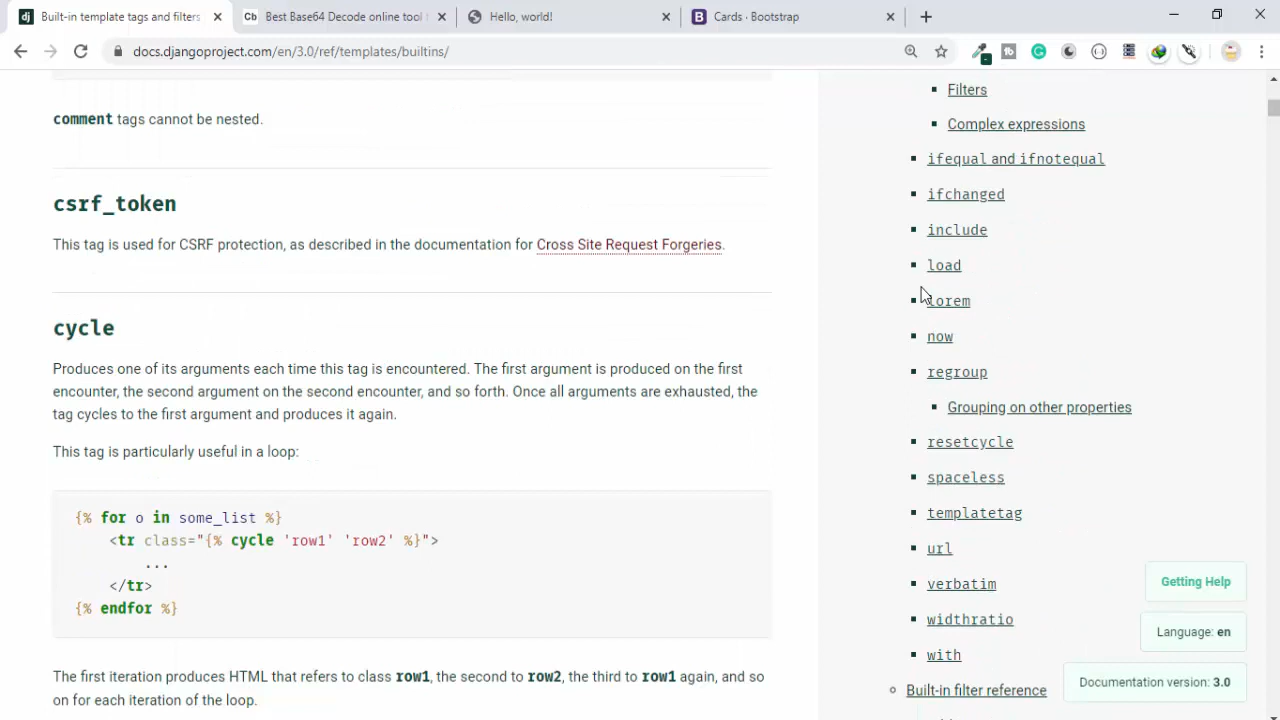 Built-in template tags and filters
Best Base64 Decode online tool
Hello, world!
Cards · Bootstrap
docs.djangoproject.com/en/3.0/ref/templates/builtins/
comment tags cannot be nested.
csrf_token
This tag is used for CSRF protection, as described in the documentation for Cross Site Request Forgeries.
cycle
Produces one of its arguments each time this tag is encountered. The first argument is produced on the first
encounter, the second argument on the second encounter, and so forth. Once all arguments are exhausted, the
tag cycles to the first argument and produces it again.
This tag is particularly useful in a loop:
{% for o in some_list %}
<tr class="{% cycle 'row1' 'row2' %}">
...
</tr>
{% endfor %}
The first iteration produces HTML that refers to class row1, the second to row2, the third to row1 again, and so
on for each iteration of the loop.
Filters
Complex expressions
ifequal and ifnotequal
ifchanged
include
load
lorem
now
regroup
Grouping on other properties
resetcycle
spaceless
templatetag
url
verbatim
widthratio
with
Built-in filter reference
Getting Help
Language: en
Documentation version: 3.0